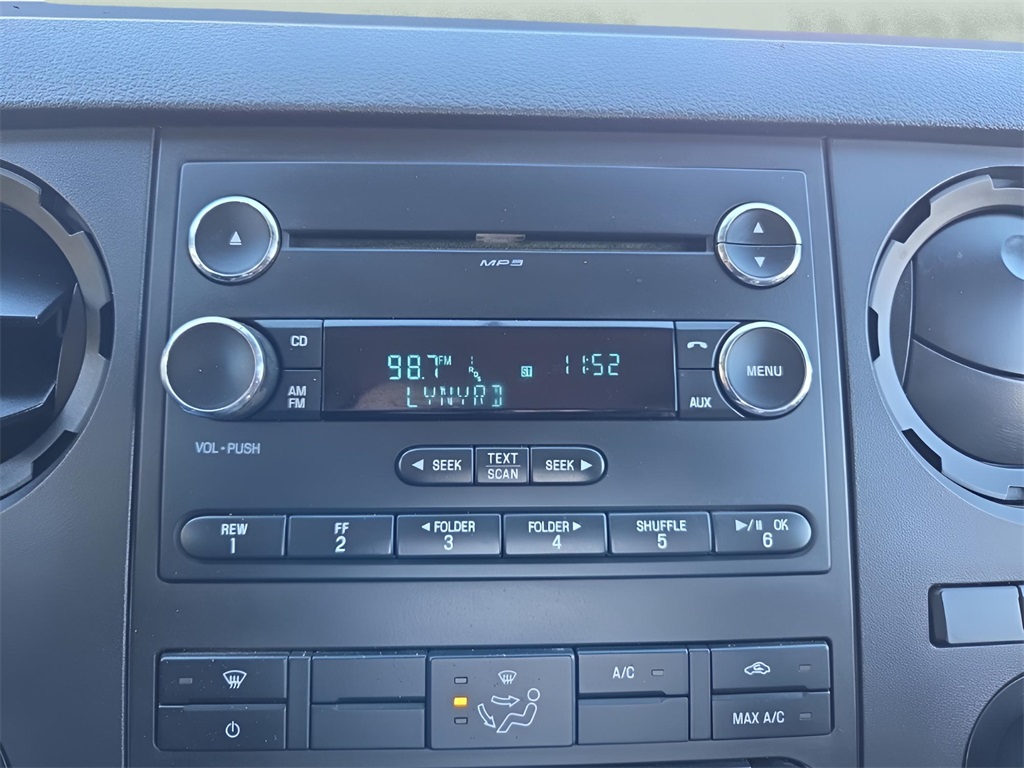 MP3
CD
98.7 FM RDS 11:52
LYNYRD
AM
FM
MENU
AUX
VOL-PUSH
◄ SEEK
TEXT
SCAN
SEEK ►
REW
1
FF
2
◄ FOLDER
3
FOLDER ►
4
SHUFFLE
5
►/II OK
6
A/C
MAX A/C